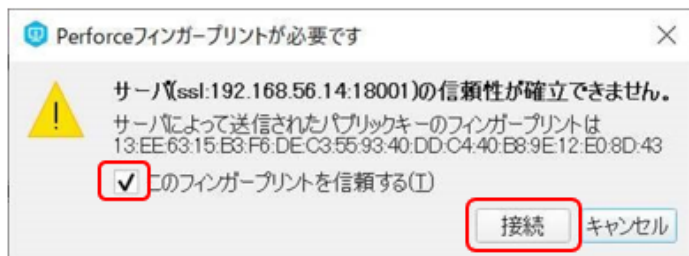 Perforceフィンガープリントが必要です
サーバ(ssl:192.168.56.14:18001)の信頼性が確立できません。
サーバによって送信されたパブリックキーのフィンガープリントは
13:EE:63:15:B3:F6:DE:C3:55:93:40:DD:C4:40:B8:9E:12:E0:8D:43
このフィンガープリントを信頼する(T)
接続 キャンセル